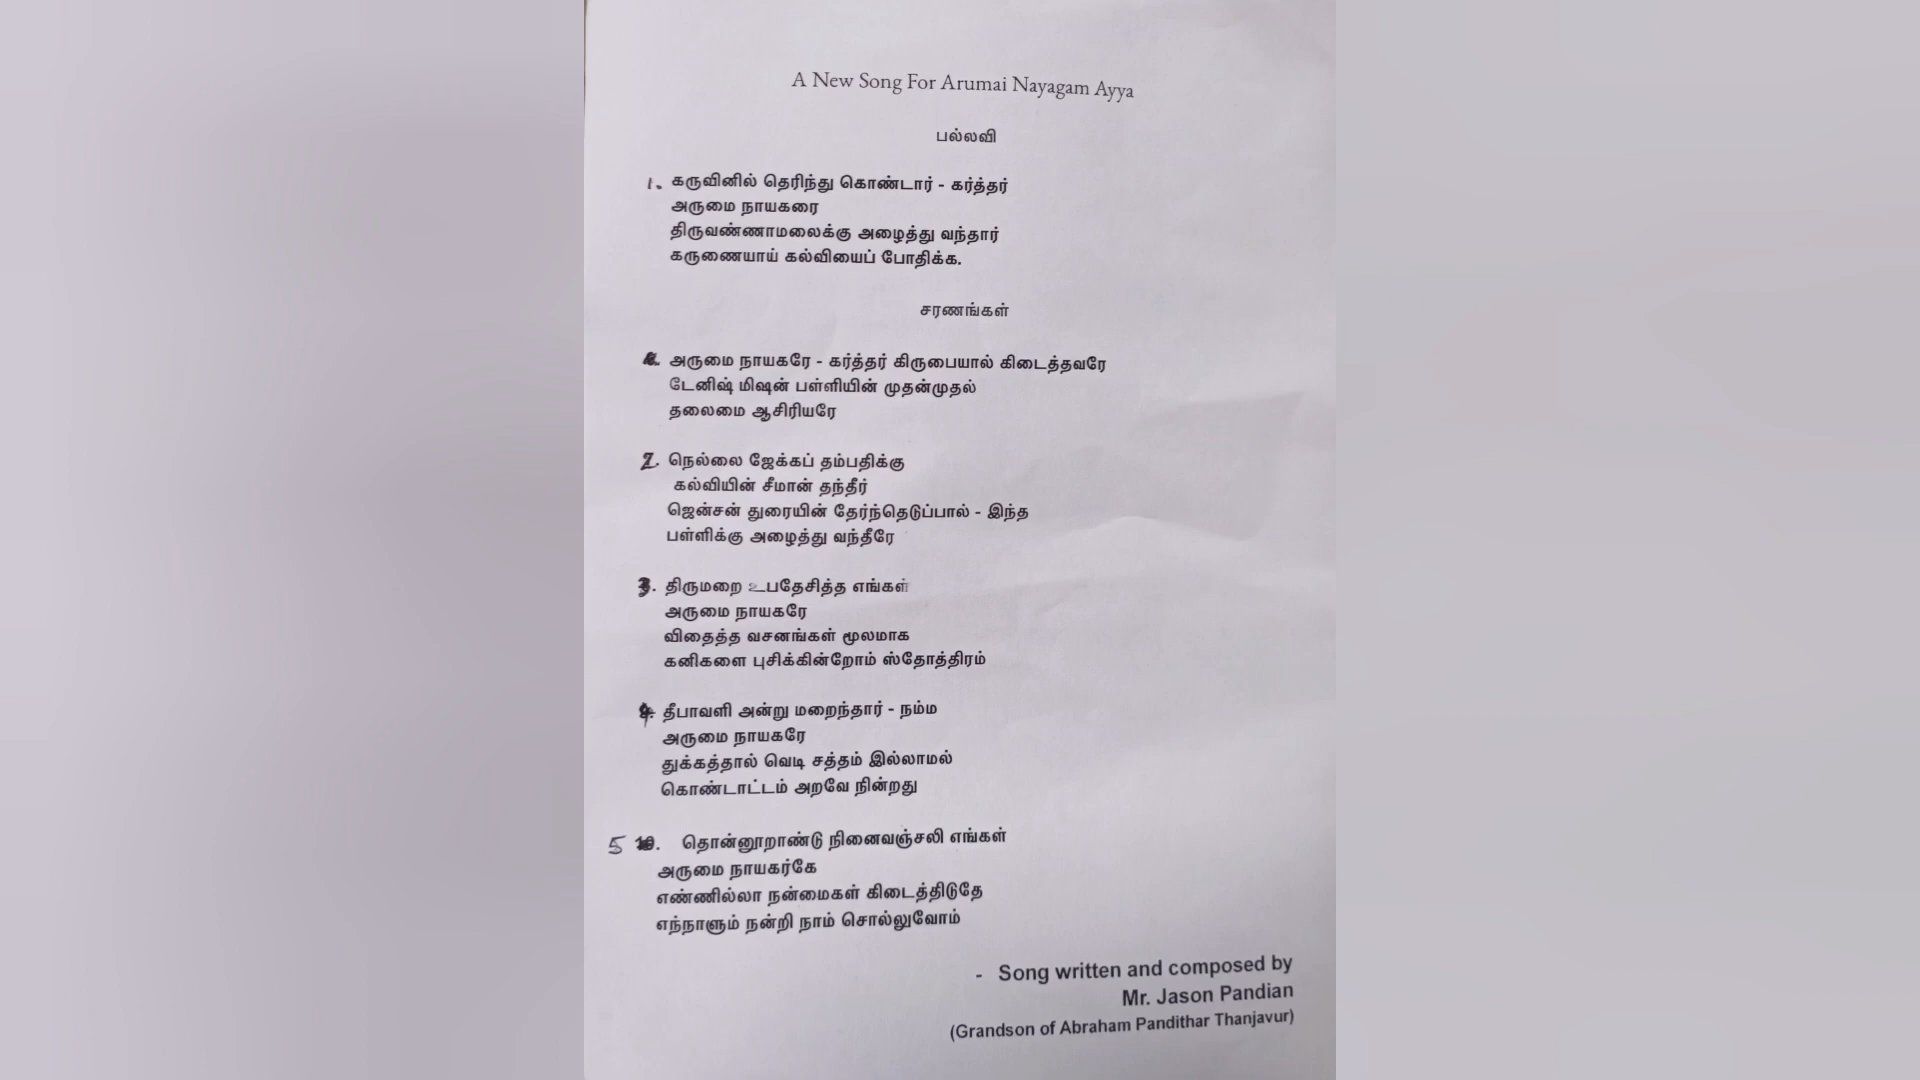 A New Song For Arumai Nayagam Ayya
பல்லவி
1. கருவினில் தெரிந்து கொண்டார் - கர்த்தர்
அருமை நாயகரை
திருவண்ணாமலைக்கு அழைத்து வந்தார்
கருணையாய் கல்வியைப் போதிக்க.
சரணங்கள்
அருமை நாயகரே - கர்த்தர் கிருபையால் கிடைத்தவரே
டேனிஷ் மிஷன் பள்ளியின் முதன்முதல்
தலைமை ஆசிரியரே
2. நெல்லை ஜேக்கப் தம்பதிக்கு
கல்வியின் சீமான் தந்தீர்
ஜென்சன் துரையின் தேர்ந்தெடுப்பால் - இந்த
பள்ளிக்கு அழைத்து வந்தீரே
3. திருமறை உபதேசித்த எங்கள்
அருமை நாயகரே
விதைத்த வசனங்கள் மூலமாக
கனிகளை புசிக்கின்றோம் ஸ்தோத்திரம்
4. தீபாவளி அன்று மறைந்தார் - நம்ம
அருமை நாயகரே
துக்கத்தால் வெடி சத்தம் இல்லாமல்
கொண்டாட்டம் அறவே நின்றது
5 10. தொன்னூறாண்டு நினைவஞ்சலி எங்கள்
அருமை நாயகர்கே
எண்ணில்லா நன்மைகள் கிடைத்திடுதே
எந்நாளும் நன்றி நாம் சொல்லுவோம்
- Song written and composed by
Mr. Jason Pandian
(Grandson of Abraham Pandithar Thanjavur)